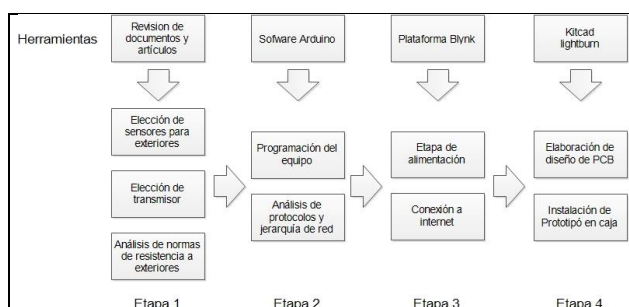 Herramientas
Revision de
documentos y
artículos
Sofware Arduino
Plataforma Blynk
Kitcad
lightburn
Elección de
sensores para
exteriores
Elección de
transmisor
Análisis de normas
de resistencia a
exteriores
Programación del
equipo
Análisis de
protocolos y
jerarquía de red
Etapa de
alimentación
Conexión a
internet
Elaboración de
diseño de PCB
Instalación de
Prototipó en caja
Etapa 1
Etapa 2
Etapa 3
Etapa 4